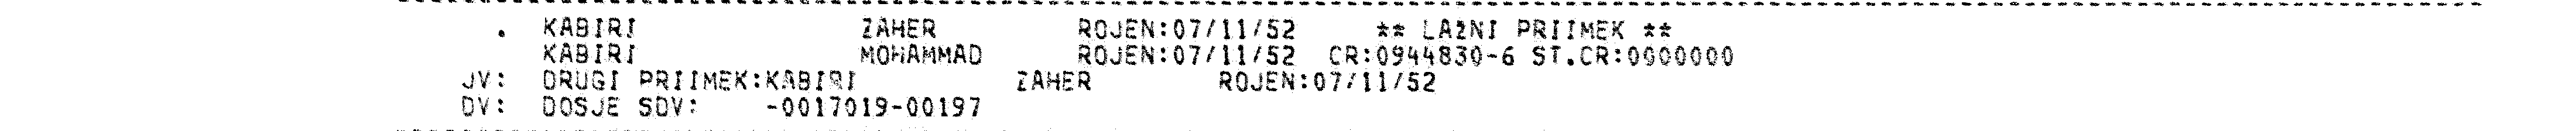 . KABIRI ZAHER ROJEN:07/11/52 ** LAŽNI PRIIMEK **
KABIRI MOHAMMAD ROJEN:07/11/52 CR:0944830-6 ST.CR:0000000
JV: DRUGI PRIIMEK:KABIRI ZAHER ROJEN:07/11/52
DV: DOSJE SDV: -0017019-00197